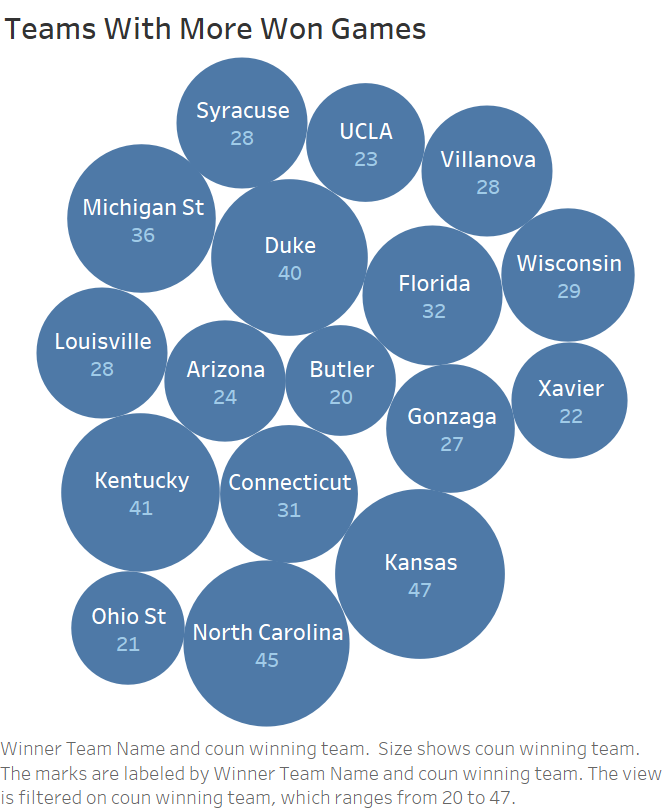 Teams With More Won Games
Syracuse
28
UCLA
23
Villanova
28
Michigan St
36
Duke
40
Florida
32
Wisconsin
29
Louisville
28
Arizona
24
Butler
20
Xavier
22
Gonzaga
27
Kentucky
41
Connecticut
31
Kansas
47
Ohio St
21
North Carolina
45
Winner Team Name and coun winning team.  Size shows coun winning team.
The marks are labeled by Winner Team Name and coun winning team. The view
is filtered on coun winning team, which ranges from 20 to 47.